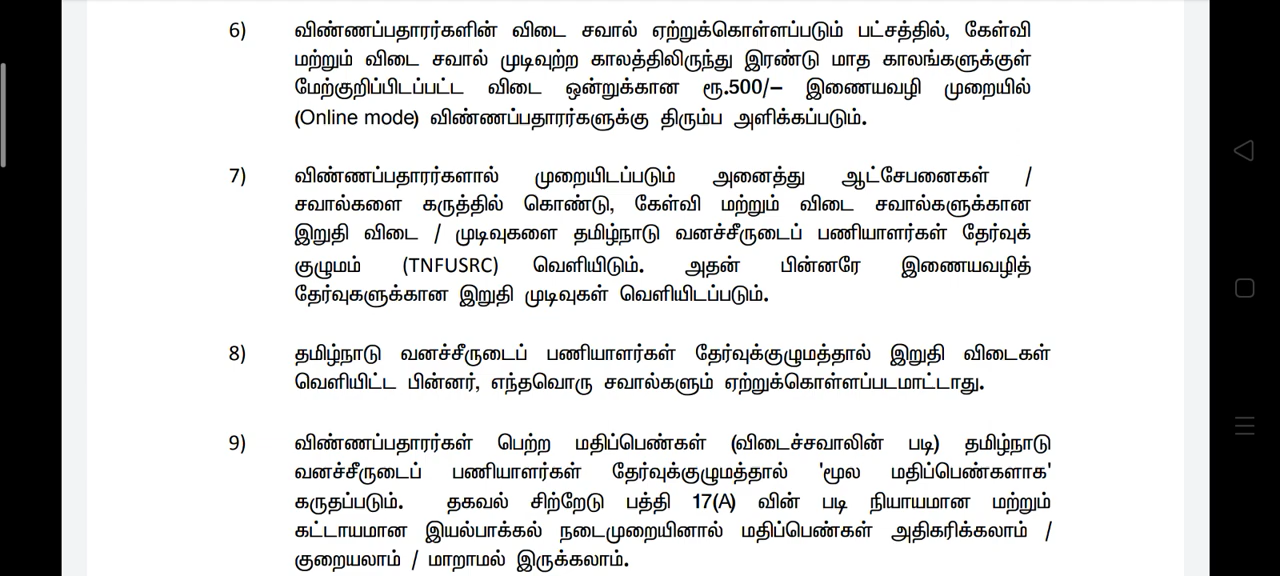 6) விண்ணப்பதாரர்களின் விடை சவால் ஏற்றுக்கொள்ளப்படும் பட்சத்தில், கேள்வி
மற்றும் விடை சவால் முடிவுற்ற காலத்திலிருந்து இரண்டு மாத காலங்களுக்குள்
மேற்குறிப்பிடப்பட்ட விடை ஒன்றுக்கான ரூ.500/– இணையவழி முறையில்
(Online mode) விண்ணப்பதாரர்களுக்கு திரும்ப அளிக்கப்படும்.
7) விண்ணப்பதாரர்களால் முறையிடப்படும் அனைத்து ஆட்சேபனைகள் /
சவால்களை கருத்தில் கொண்டு, கேள்வி மற்றும் விடை சவால்களுக்கான
இறுதி விடை / முடிவுகளை தமிழ்நாடு வனச்சீருடைப் பணியாளர்கள் தேர்வுக்
குழுமம் (TNFUSRC) வெளியிடும். அதன் பின்னரே இணையவழித்
தேர்வுகளுக்கான இறுதி முடிவுகள் வெளியிடப்படும்.
8) தமிழ்நாடு வனச்சீருடைப் பணியாளர்கள் தேர்வுக்குழுமத்தால் இறுதி விடைகள்
வெளியிட்ட பின்னர், எந்தவொரு சவால்களும் ஏற்றுக்கொள்ளப்படமாட்டாது.
9) விண்ணப்பதாரர்கள் பெற்ற மதிப்பெண்கள் (விடைச்சவாலின் படி) தமிழ்நாடு
வனச்சீருடைப் பணியாளர்கள் தேர்வுக்குழுமத்தால் 'மூல மதிப்பெண்களாக'
கருதப்படும். தகவல் சிற்றேடு பத்தி 17(A) வின் படி நியாயமான மற்றும்
கட்டாயமான இயல்பாக்கல் நடைமுறையினால் மதிப்பெண்கள் அதிகரிக்கலாம் /
குறையலாம் / மாறாமல் இருக்கலாம்.